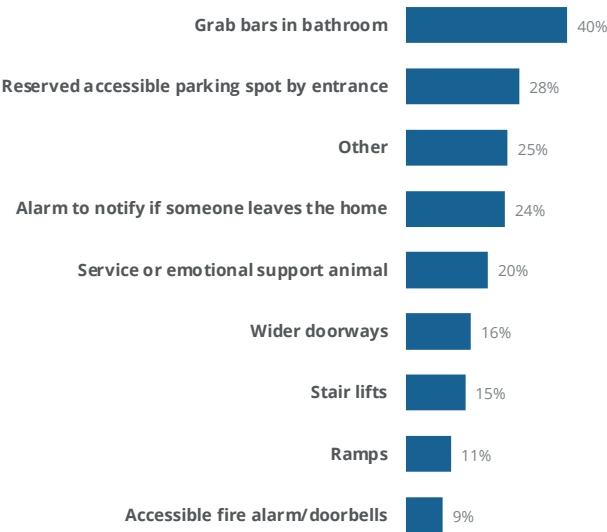 Grab bars in bathroom 40%
Reserved accessible parking spot by entrance 28%
Other 25%
Alarm to notify if someone leaves the home 24%
Service or emotional support animal 20%
Wider doorways 16%
Stair lifts 15%
Ramps 11%
Accessible fire alarm/doorbells 9%